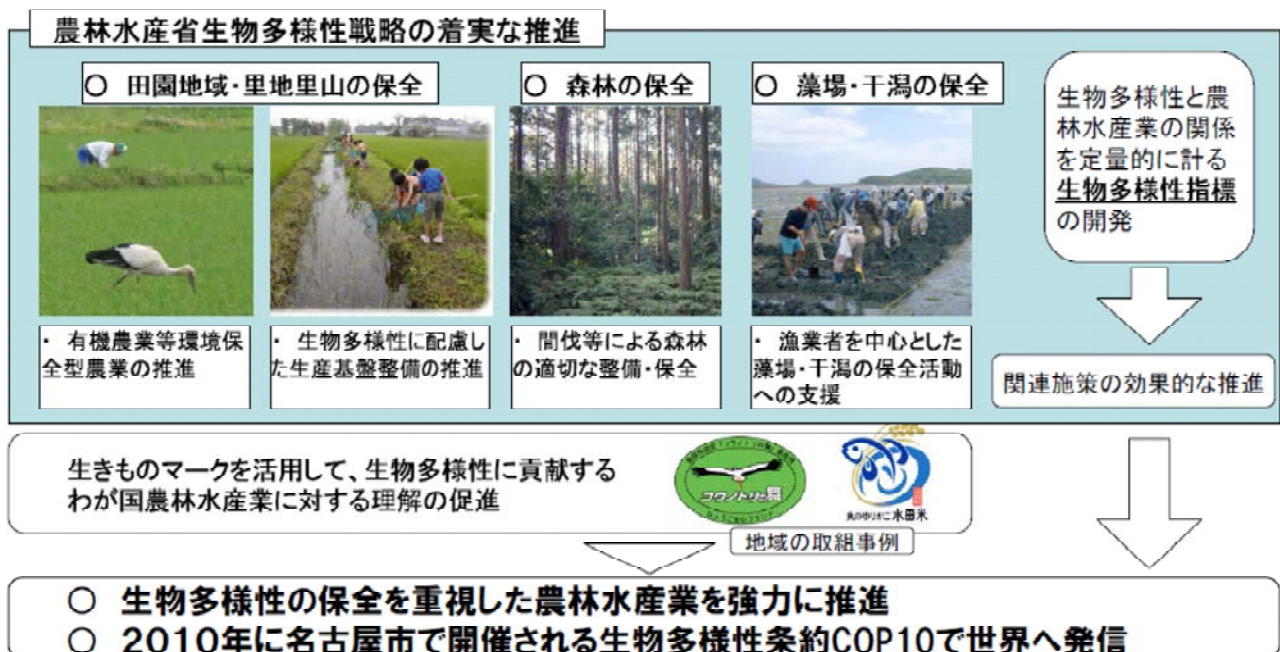 農林水産省生物多様性戦略の着実な推進
○ 田園地域・里地里山の保全
○ 森林の保全
○ 藻場・干潟の保全
・ 有機農業等環境保
全型農業の推進
・ 生物多様性に配慮し
た生産基盤整備の推進
・ 間伐等による森林
の適切な整備・保全
・ 漁業者を中心とした
藻場・干潟の保全活動
への支援
生物多様性と農
林水産業の関係
を定量的に計る
生物多様性指標
の開発
関連施策の効果的な推進
生きものマークを活用して、生物多様性に貢献する
わが国農林水産業に対する理解の促進
コウノトリの
魚のゆりかご水田米
地域の取組事例
○ 生物多様性の保全を重視した農林水産業を強力に推進
○ 2010年に名古屋市で開催される生物多様性条約COP10で世界へ発信